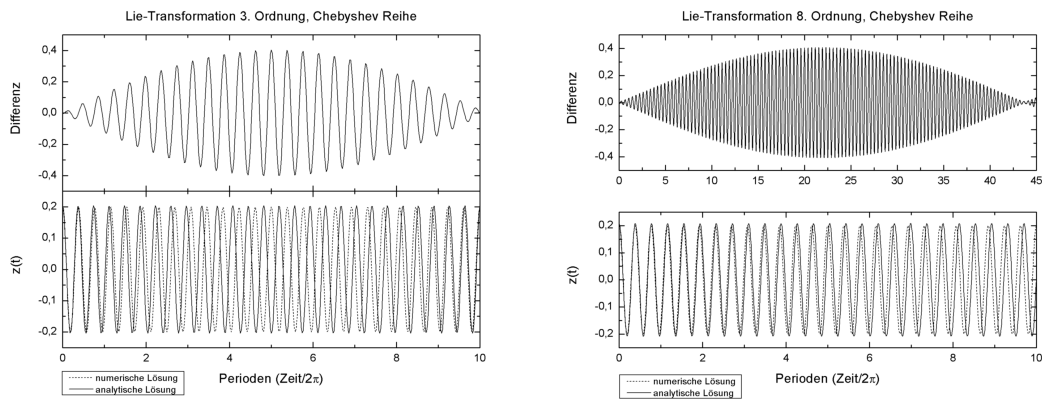 Lie-Transformation 3. Ordnung, Chebyshev Reihe
Differenz
0,4
0,2
0,0
-0,2
-0,4
z(t)
0,2
0,1
0,0
-0,1
-0,2
0 2 4 6 8 10
Perioden (Zeit/2π)
numerische Lösung
analytische Lösung
Lie-Transformation 8. Ordnung, Chebyshev Reihe
Differenz
0,4
0,2
0,0
-0,2
-0,4
0 5 10 15 20 25 30 35 40 45
z(t)
0,2
0,1
0,0
-0,1
-0,2
0 2 4 6 8 10
Perioden (Zeit/2π)
numerische Lösung
analytische Lösung